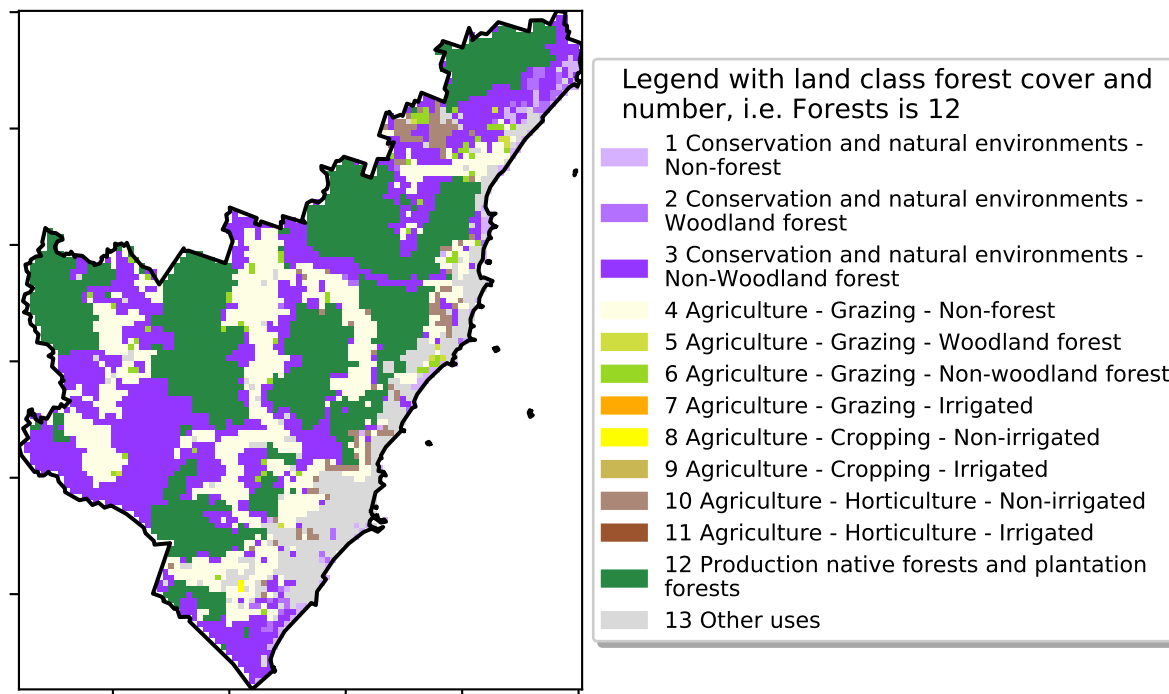 Legend with land class forest cover and
number, i.e. Forests is 12
1 Conservation and natural environments -
Non-forest
2 Conservation and natural environments -
Woodland forest
3 Conservation and natural environments -
Non-Woodland forest
4 Agriculture - Grazing - Non-forest
5 Agriculture - Grazing - Woodland forest
6 Agriculture - Grazing - Non-woodland forest
7 Agriculture - Grazing - Irrigated
8 Agriculture - Cropping - Non-irrigated
9 Agriculture - Cropping - Irrigated
10 Agriculture - Horticulture - Non-irrigated
11 Agriculture - Horticulture - Irrigated
12 Production native forests and plantation
forests
13 Other uses